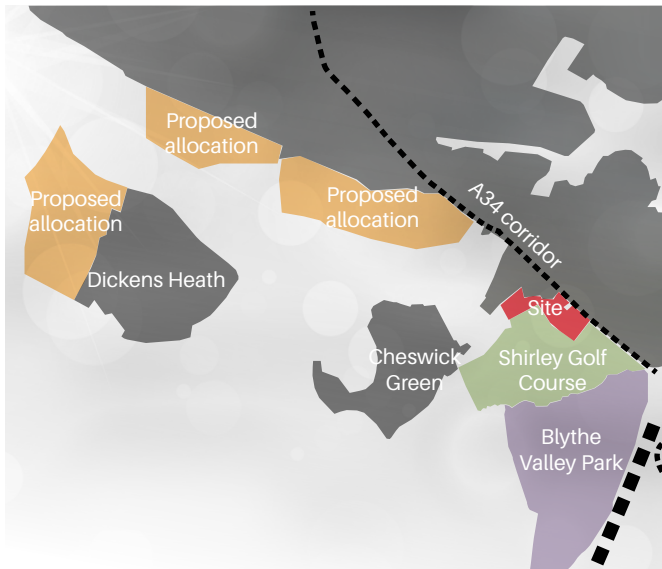 Proposed
allocation
Proposed
allocation
Proposed
allocation
A34 corridor
Dickens Heath
Site
Cheswick
Green
Shirley Golf
Course
Blythe
Valley Park